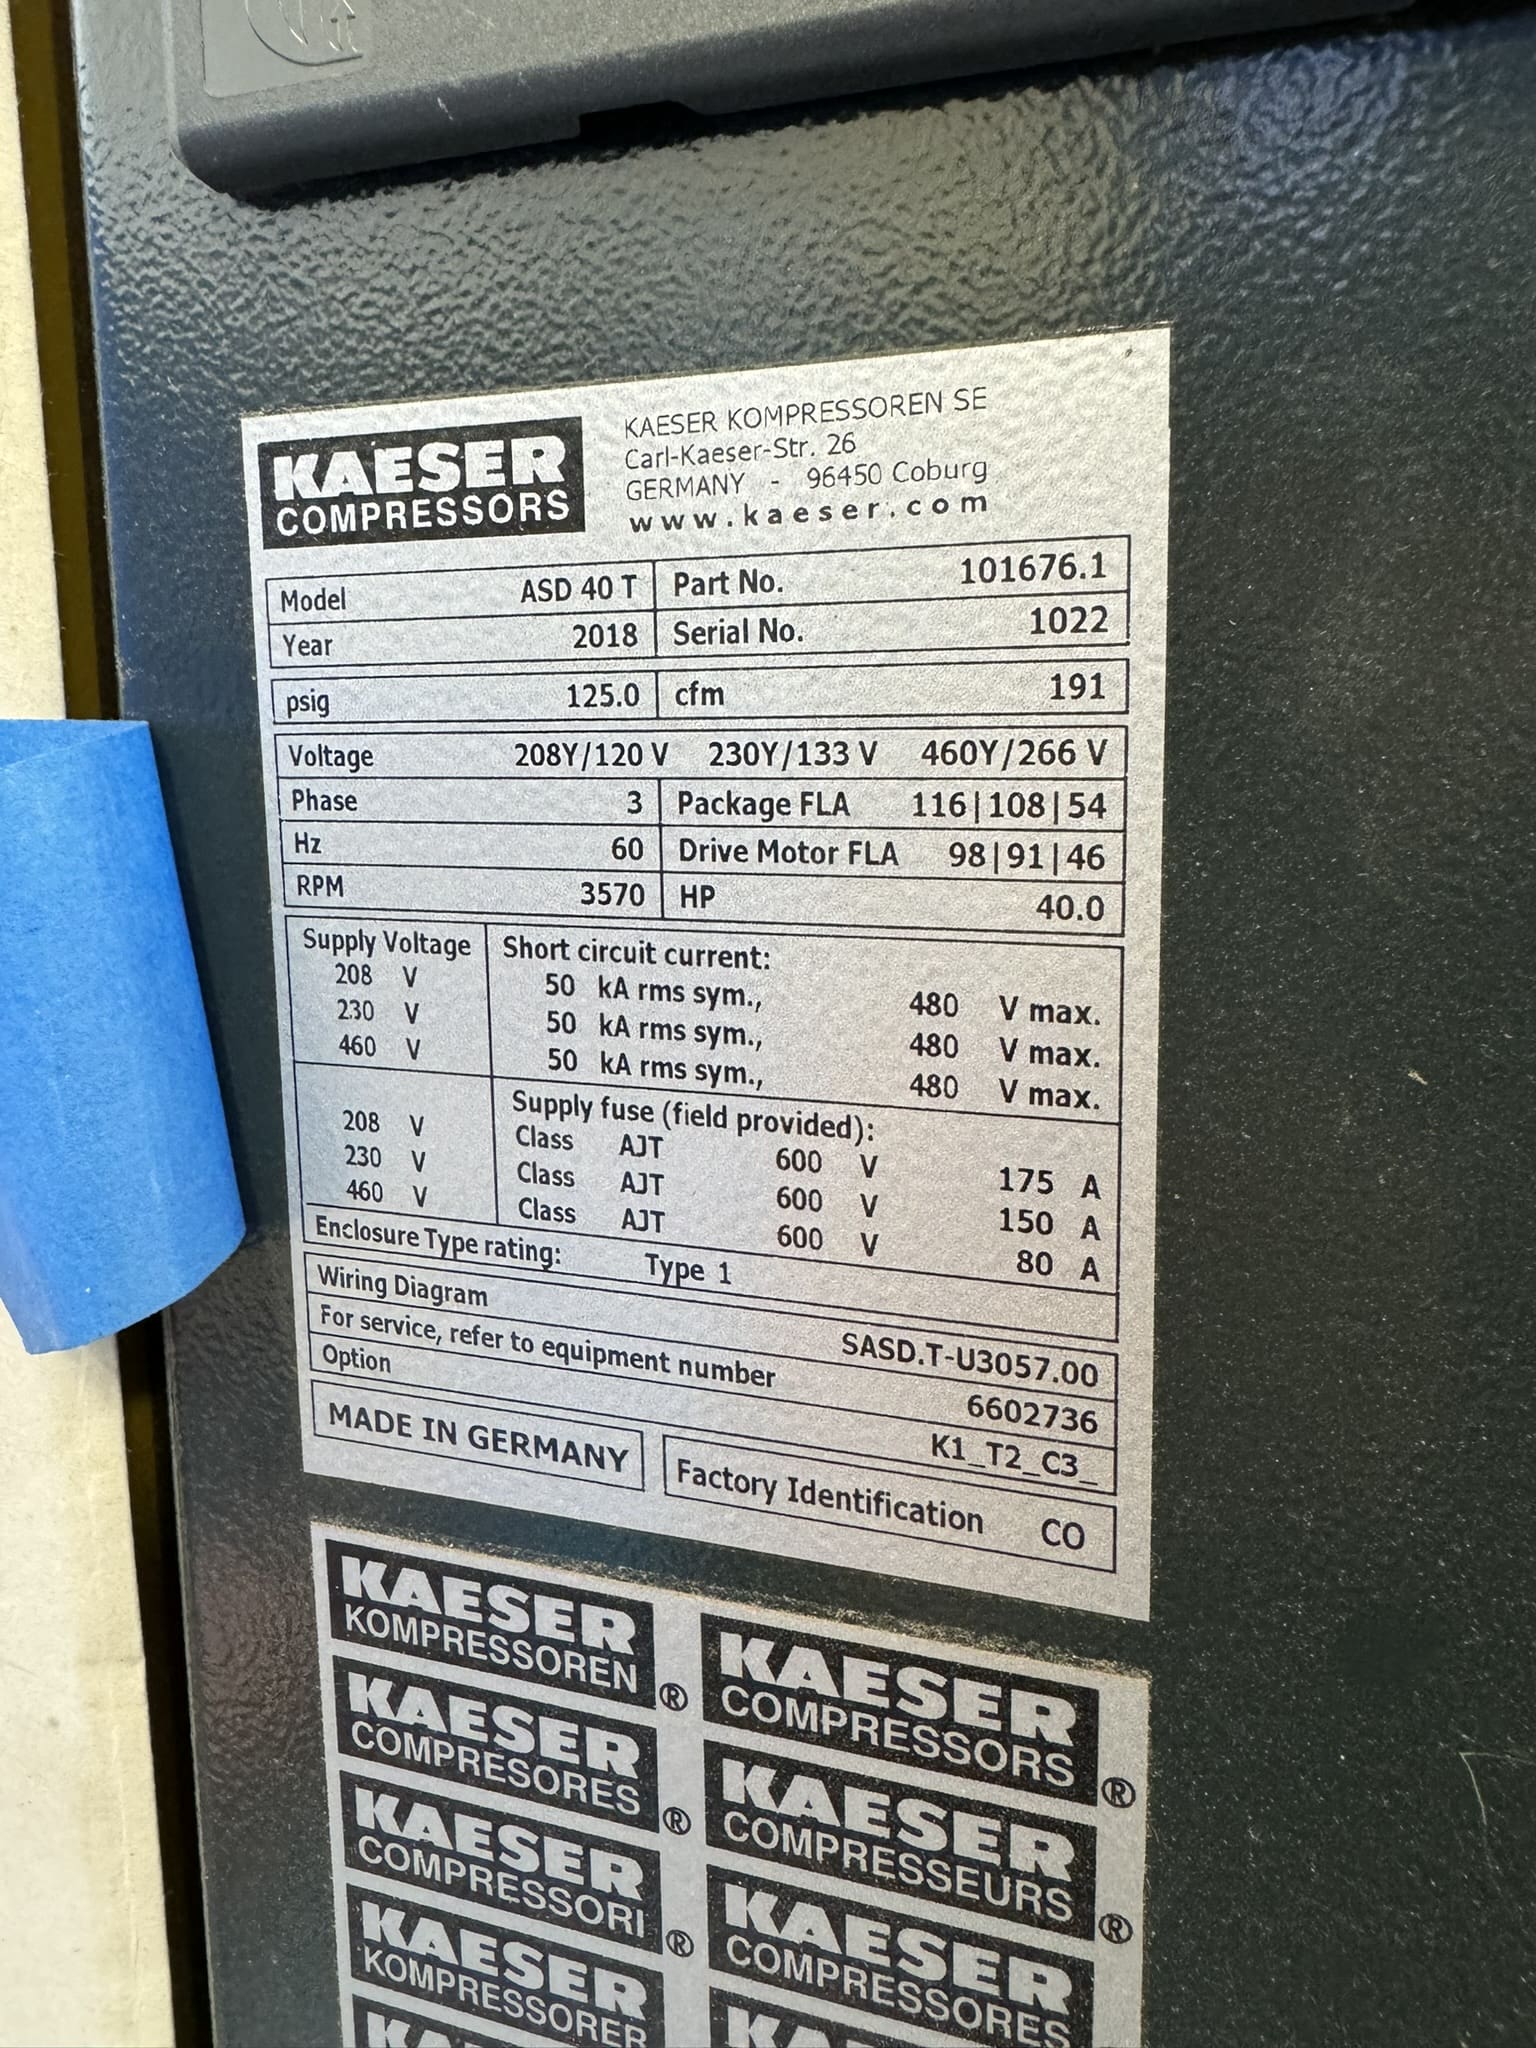 KAESER
COMPRESSORS
KAESER KOMPRESSOREN SE
Carl-Kaeser-Str. 26
GERMANY - 96450 Coburg
www.kaeser.com
Model ASD 40 T Part No. 101676.1
Year 2018 Serial No. 1022
psig 125.0 cfm 191
Voltage 208Y/120 V 230Y/133 V 460Y/266 V
Phase 3 Package FLA 116|108|54
Hz 60 Drive Motor FLA 98|91|46
RPM 3570 HP 40.0
Supply Voltage Short circuit current:
208 V 50 kA rms sym., 480 V max.
230 V 50 kA rms sym., 480 V max.
460 V 50 kA rms sym., 480 V max.
Supply fuse (field provided):
208 V Class AJT 600 V 175 A
230 V Class AJT 600 V 150 A
460 V Class AJT 600 V 80 A
Enclosure Type rating: Type 1
Wiring Diagram SASD.T-U3057.00
For service, refer to equipment number 6602736
Option K1_T2_C3_
MADE IN GERMANY Factory Identification CO
KAESER
KOMPRESSOREN ®
KAESER
COMPRESSORS ®
KAESER
COMPRESORES ®
KAESER
COMPRESSEURS ®
KAESER
COMPRESSORI ®
KAESER
COMPRESSORES
KAESER
KOMPRESSORER